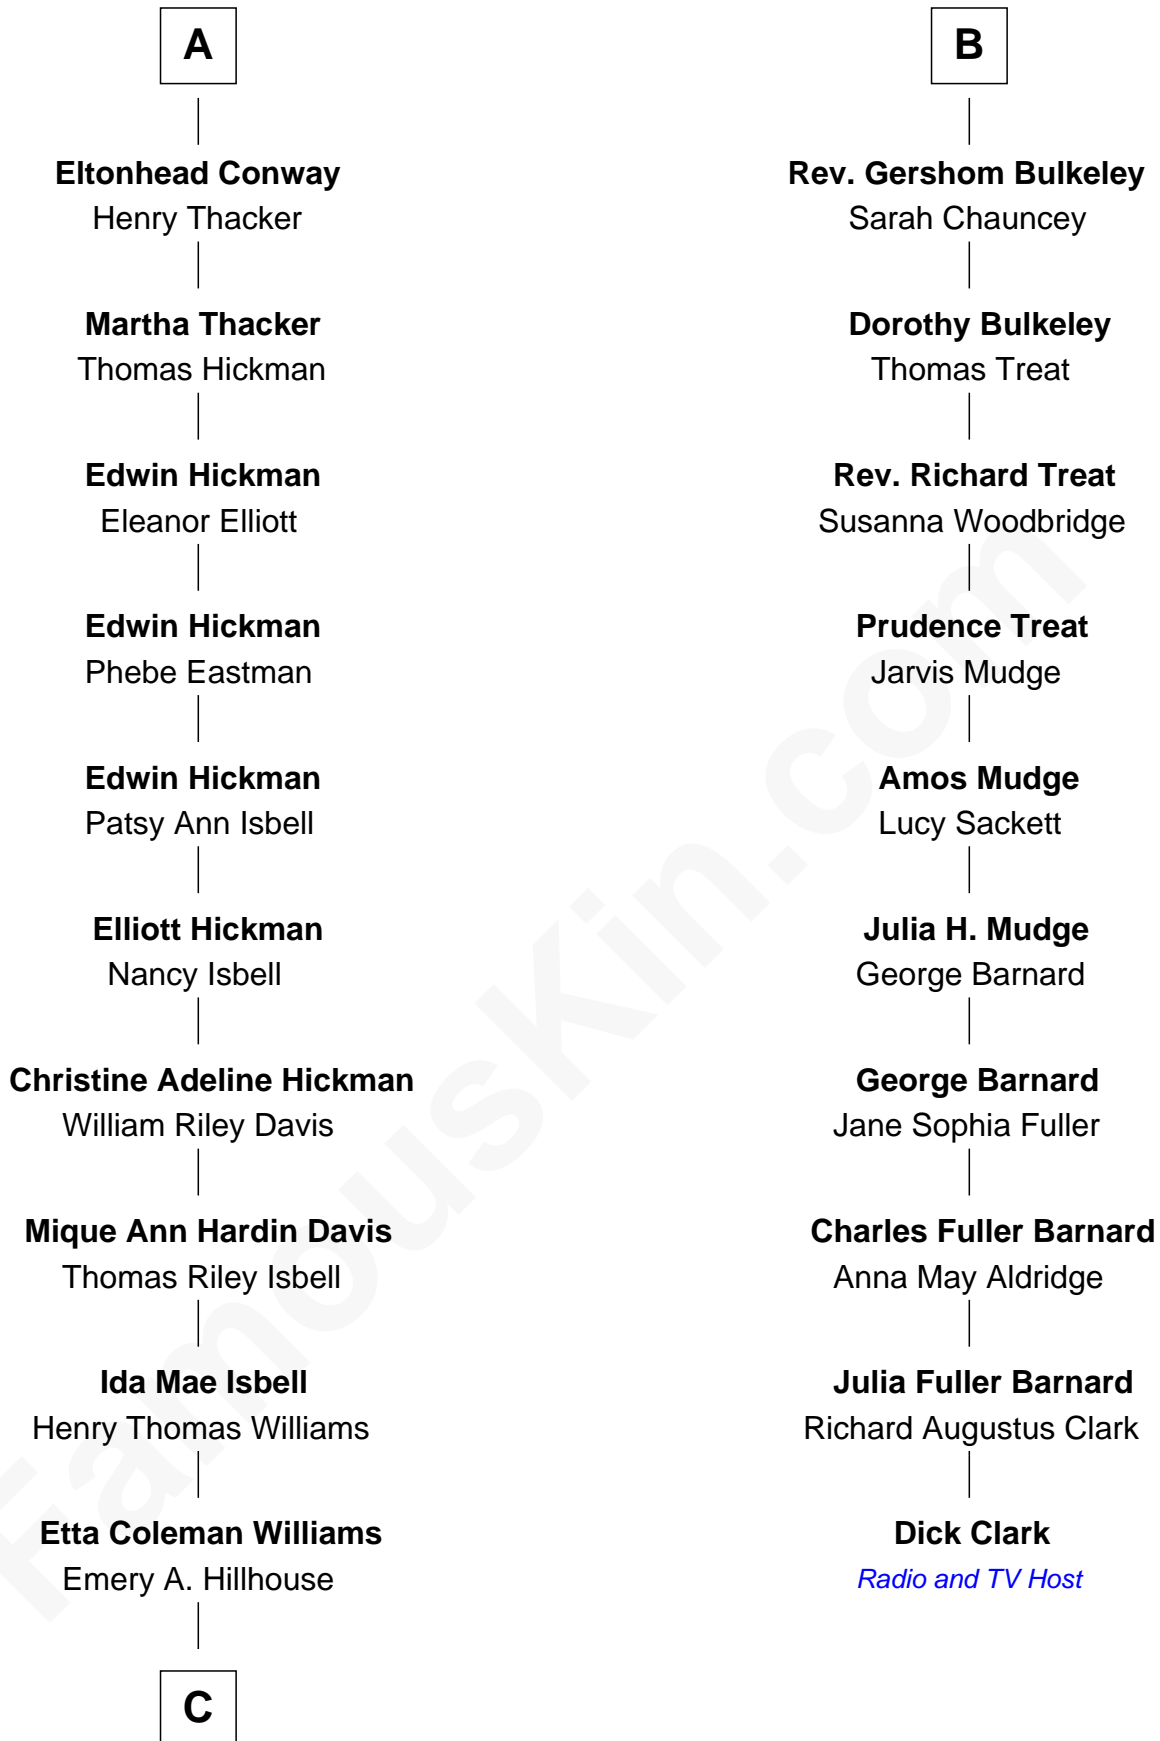 A
Eltonhead Conway
Henry Thacker
Martha Thacker
Thomas Hickman
Edwin Hickman
Eleanor Elliott
Edwin Hickman
Phebe Eastman
Edwin Hickman
Patsy Ann Isbell
Elliott Hickman
Nancy Isbell
Christine Adeline Hickman
William Riley Davis
Mique Ann Hardin Davis
Thomas Riley Isbell
Ida Mae Isbell
Henry Thomas Williams
Etta Coleman Williams
Emery A. Hillhouse
C
B
Rev. Gershom Bulkeley
Sarah Chauncey
Dorothy Bulkeley
Thomas Treat
Rev. Richard Treat
Susanna Woodbridge
Prudence Treat
Jarvis Mudge
Amos Mudge
Lucy Sackett
Julia H. Mudge
George Barnard
George Barnard
Jane Sophia Fuller
Charles Fuller Barnard
Anna May Aldridge
Julia Fuller Barnard
Richard Augustus Clark
Dick Clark
Radio and TV Host
FamousKin.com